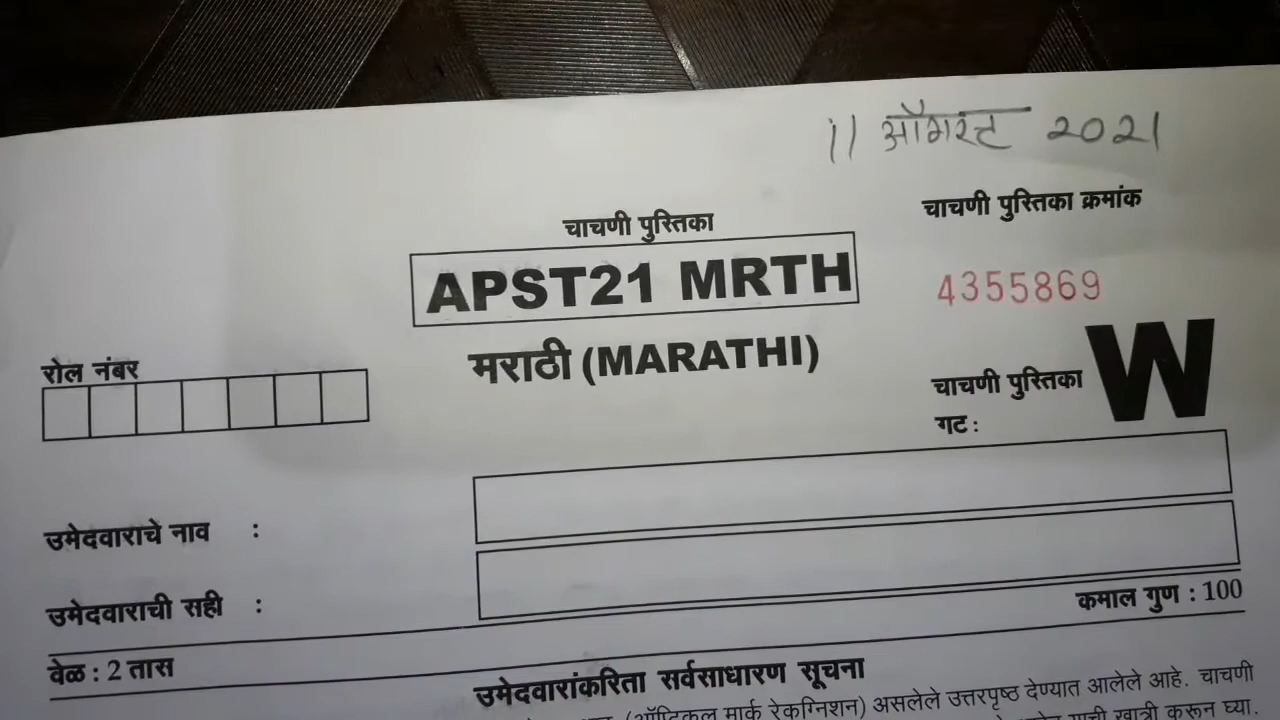 11 ऑगस्ट २०21
चाचणी पुस्तिका
चाचणी पुस्तिका क्रमांक
APST21 MRTH
4355869
मराठी (MARATHI)
रोल नंबर
चाचणी पुस्तिका
गट :
W
उमेदवाराचे नाव :
उमेदवाराची सही :
कमाल गुण : 100
वेळ : 2 तास
उमेदवारांकरिता सर्वसाधारण सूचना
(ऑप्टिकल मार्क रेकग्निशन) असलेले उत्तरपृष्ठ देण्यात आलेले आहे. चाचणी
खात्री करून घ्या.